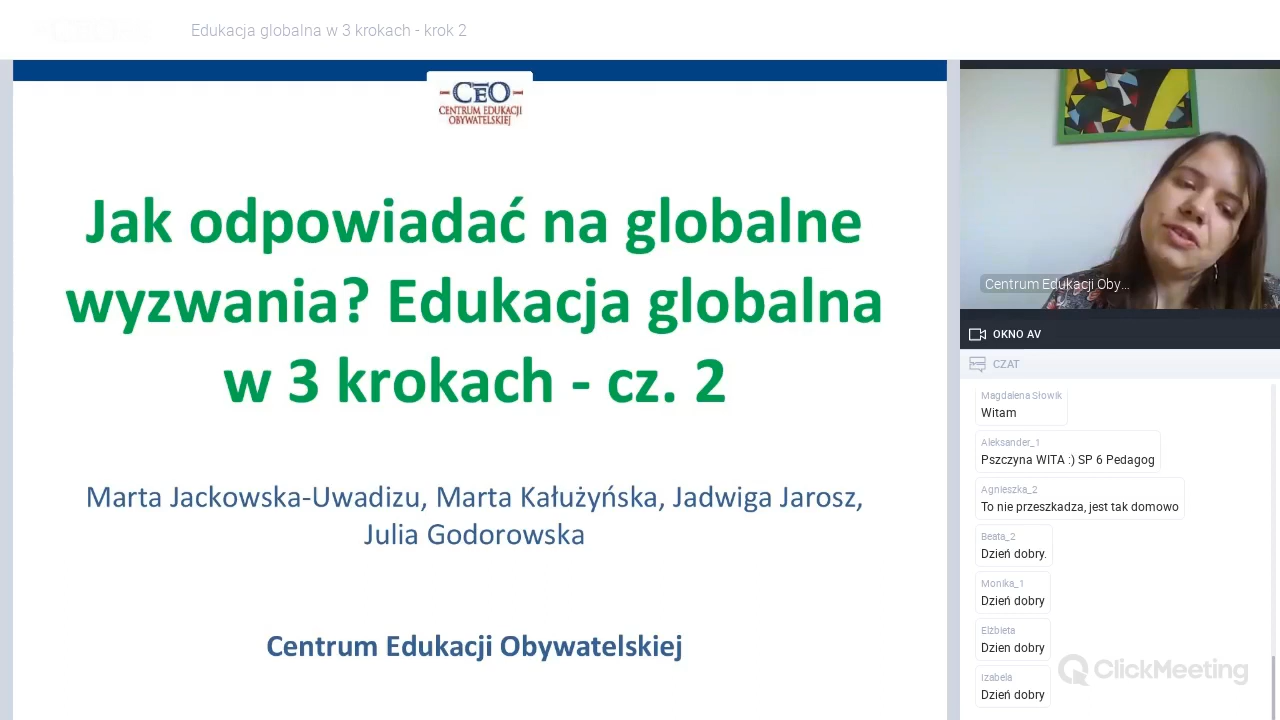 Edukacja globalna w 3 krokach - krok 2
CEO
CENTRUM EDUKACJI
OBYWATELSKIEJ
Jak odpowiadać na globalne
wyzwania? Edukacja globalna
w 3 krokach - cz. 2
Marta Jackowska-Uwadizu, Marta Kałużyńska, Jadwiga Jarosz,
Julia Godorowska
Centrum Edukacji Obywatelskiej
Centrum Edukacji Oby...
OKNO AV
CZAT
Magdalena Słowik
Witam
Aleksander_1
Pszczyna WITA :) SP 6 Pedagog
Agnieszka_2
To nie przeszkadza, jest tak domowo
Beata_2
Dzień dobry.
Monika_1
Dzień dobry
Elżbieta
Dzien dobry
Izabela
Dzień dobry
ClickMeeting